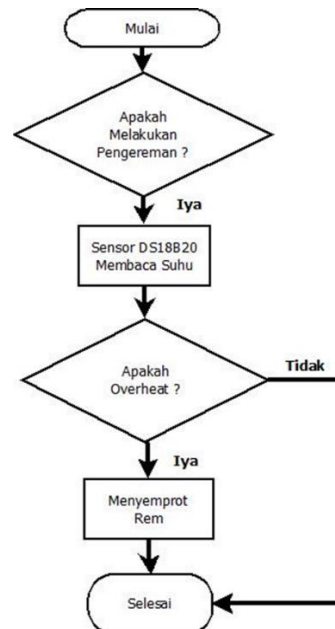 Mulai
Apakah
Melakukan
Pengereman ?
Iya
Sensor DS18B20
Membaca Suhu
Apakah
Overheat ?
Tidak
Iya
Menyemprot
Rem
Selesai